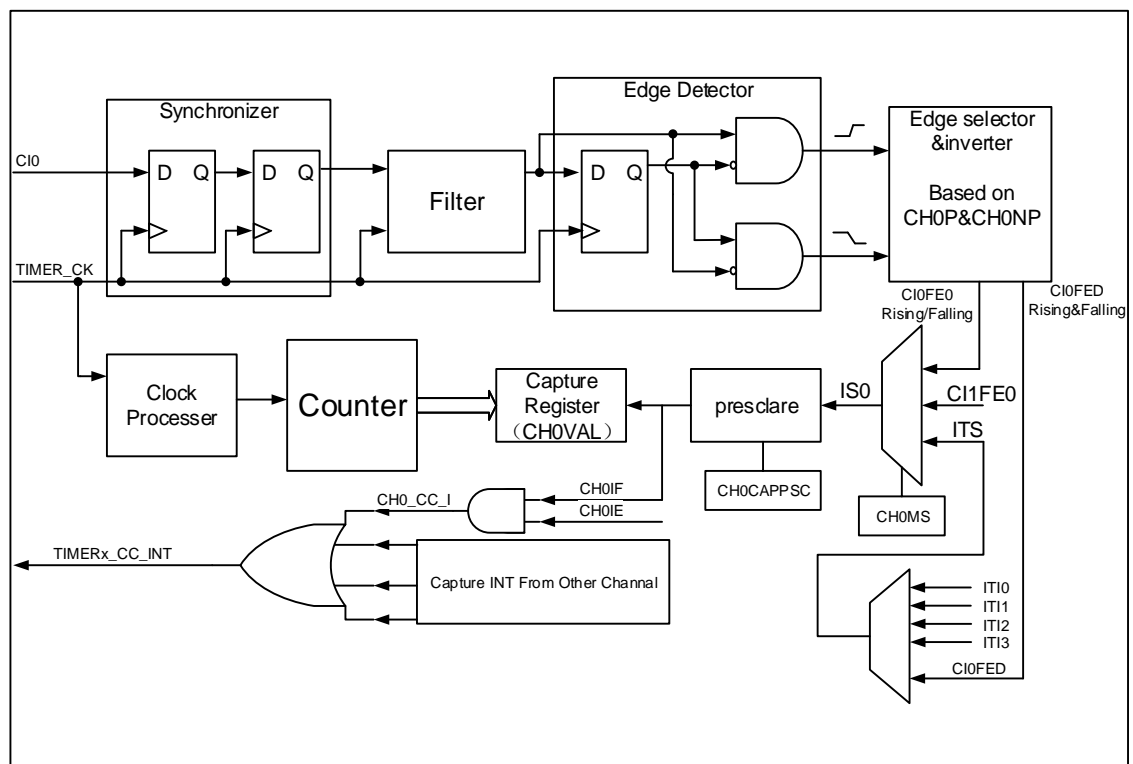 Synchronizer
Edge Detector
Edge selector
&inverter
Based on
CH0P&CH0NP
CI0
D Q
D Q
Filter
D Q
TIMER_CK
CI0FE0
Rising/Falling
CI0FED
Rising&Falling
Clock
Processer
Counter
Capture
Register
（CH0VAL）
presclare
IS0
CI1FE0
ITS
CH0CAPPSC
CH0MS
CH0_CC_I
CH0IF
CH0IE
TIMERx_CC_INT
Capture INT From Other Channel
ITI0
ITI1
ITI2
ITI3
CI0FED